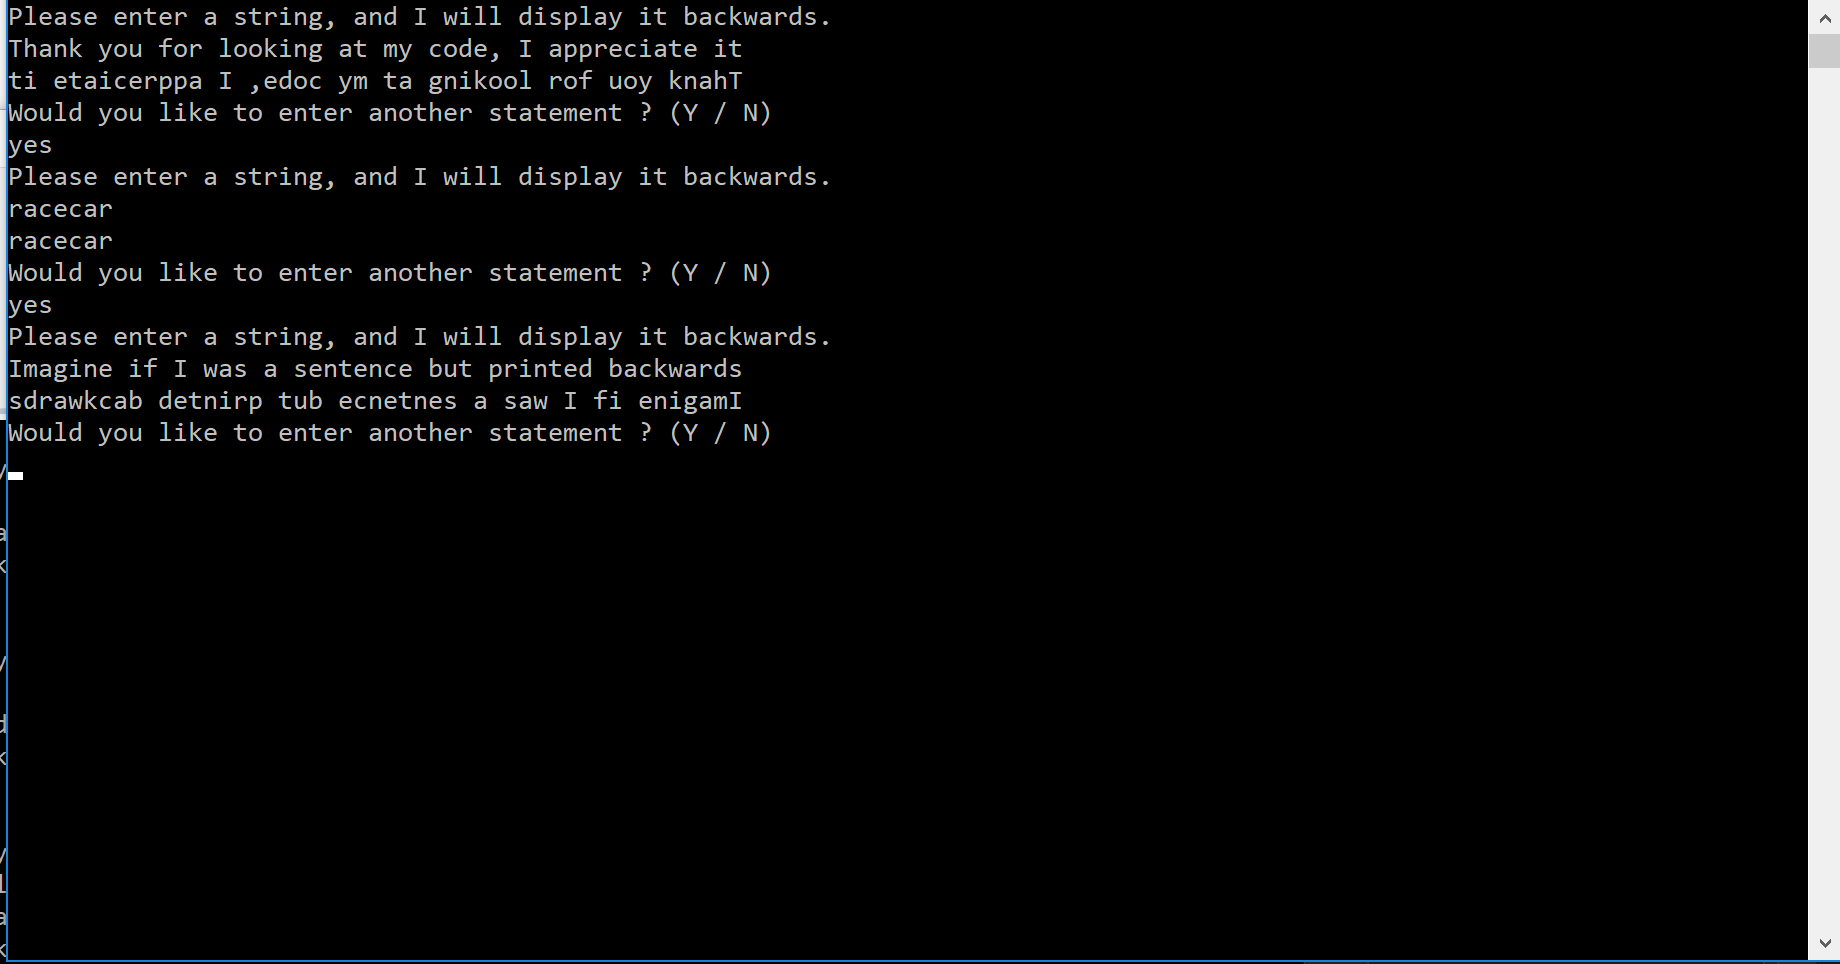 Please enter a string, and I will display it backwards.
Thank you for looking at my code, I appreciate it
ti etaicerppa I ,edoc ym ta gnikool rof uoy knahT
Would you like to enter another statement ? (Y / N)
yes
Please enter a string, and I will display it backwards.
racecar
racecar
Would you like to enter another statement ? (Y / N)
yes
Please enter a string, and I will display it backwards.
Imagine if I was a sentence but printed backwards
sdrawkcab detnirp tub ecnetnes a saw I fi enigamI
Would you like to enter another statement ? (Y / N)